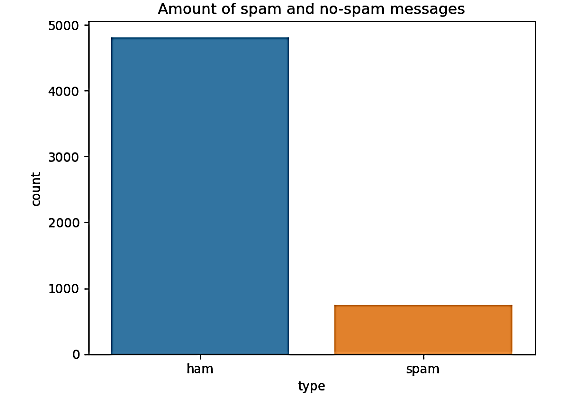 Amount of spam and no-spam messages
5000
4000
3000
2000
1000
0
count
ham
spam
type